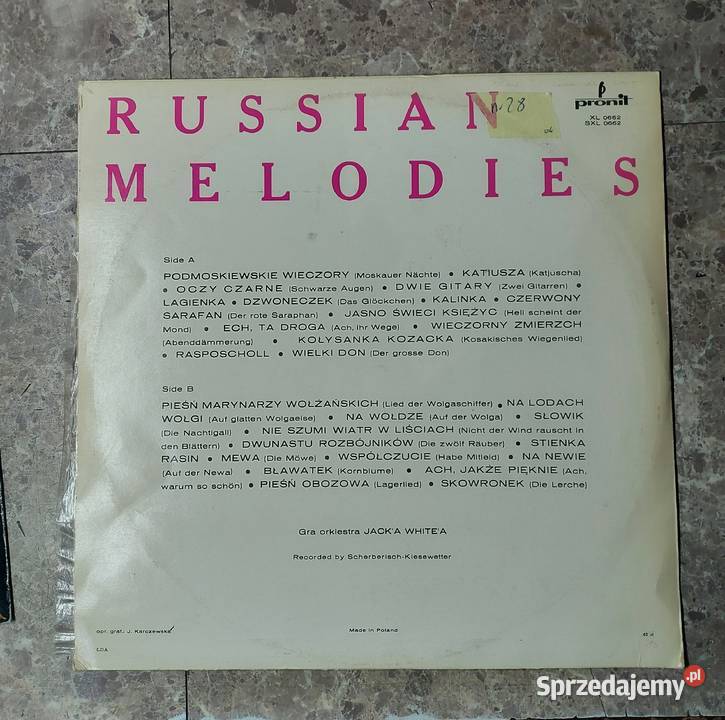 RUSSIAN
nr 28
pronit
XL 0662
SXL 0662
MELODIES
Side A
PODMOSKIEWSKIE WIECZORY (Moskauer Nächte) • KATIUSZA (Katjuscha)
• OCZY CZARNE (Schwarze Augen) • DWIE GITARY (Zwei Gitarren) •
LAGIENKA • DZWONECZEK (Das Glöckchen) • KALINKA • CZERWONY
SARAFAN (Der rote Saraphan) • JASNO ŚWIECI KSIĘŻYC (Hell scheint der
Mond) • ECH, TA DROGA (Ach, ihr Wege) • WIECZORNY ZMIERZCH
(Abenddämmerung) • KOŁYSANKA KOZACKA (Kosakisches Wiegenlied)
• RASPOSCHOLL • WIELKI DON (Der grosse Don)
Side B
PIEŚŃ MARYNARZY WOŁŻAŃSKICH (Lied der Wolgaschiffer) • NA LODACH
WOŁGI (Auf glatten Wolgaeise) • NA WOŁDZE (Auf der Wolga) • SŁOWIK
(Die Nachtigall) • NIE SZUMI WIATR W LIŚCIACH (Nicht der Wind rauscht in
den Blättern) • DWUNASTU ROZBÓJNIKÓW (Die zwölf Räuber) • STIENKA
RASIN • MEWA (Die Möwe) • WSPÓŁCZUCIE (Habe Mitleid) • NA NEWIE
(Auf der Newa) • BŁAWATEK (Kornblume) • ACH, JAKŻE PIĘKNIE (Ach,
warum so schön) • PIEŚŃ OBOZOWA (Lagerlied) • SKOWRONEK (Die Lerche)
Gra orkiestra JACK'A WHITE'A
Recorded by Scherberisch-Kiesewetter
opr. graf.: J. Karczewska
Made in Poland
LDA
Sprzedajemy.pl